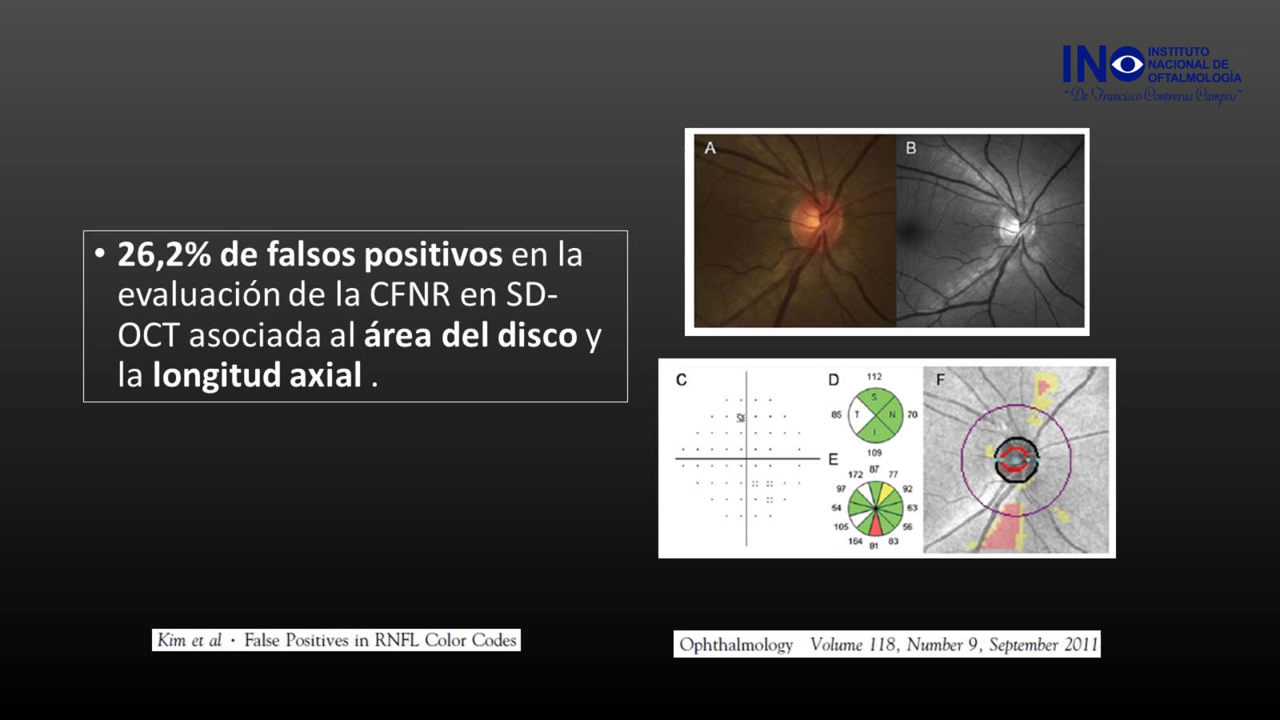 INO INSTITUTO
NACIONAL DE
OFTALMOLOGÍA
“Dr. Francisco Contreras Campos”
• 26,2% de falsos positivos en la
evaluación de la CFNR en SD-
OCT asociada al área del disco y
la longitud axial .
A
B
C
D
112
85
S
T
N
I
70
109
E
87
172
77
97
92
54
63
105
56
164
81
83
F
Kim et al · False Positives in RNFL Color Codes
Ophthalmology Volume 118, Number 9, September 2011